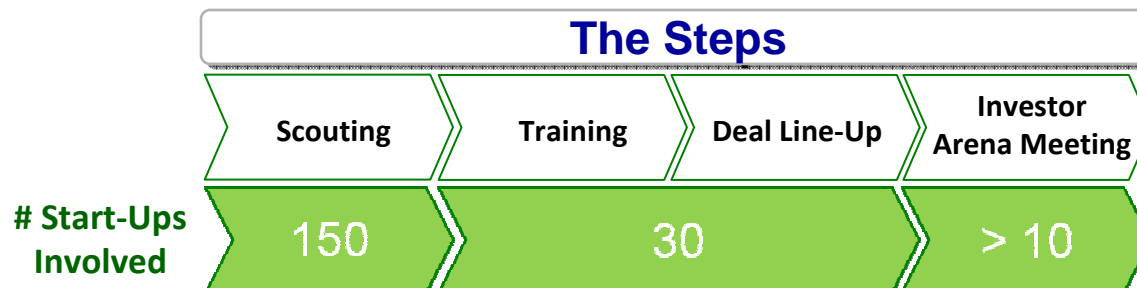 The Steps
Scouting
Training
Deal Line-Up
Investor
Arena Meeting
# Start-Ups
Involved
150
30
> 10